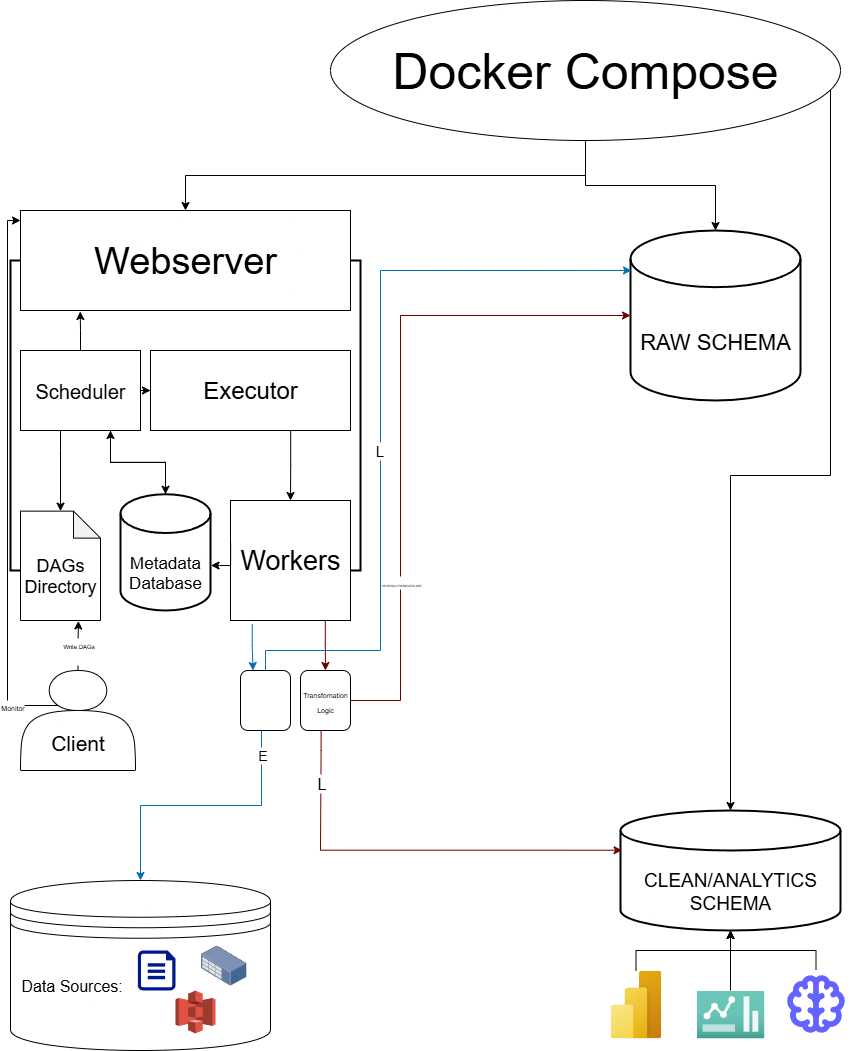 Docker Compose
Webserver
RAW SCHEMA
Scheduler
Executor
L
DAGs
Directory
Metadata
Database
Workers
Write DAGs
Transfomation
Logic
Monitor
Client
E
L
CLEAN/ANALYTICS
SCHEMA
Data Sources: